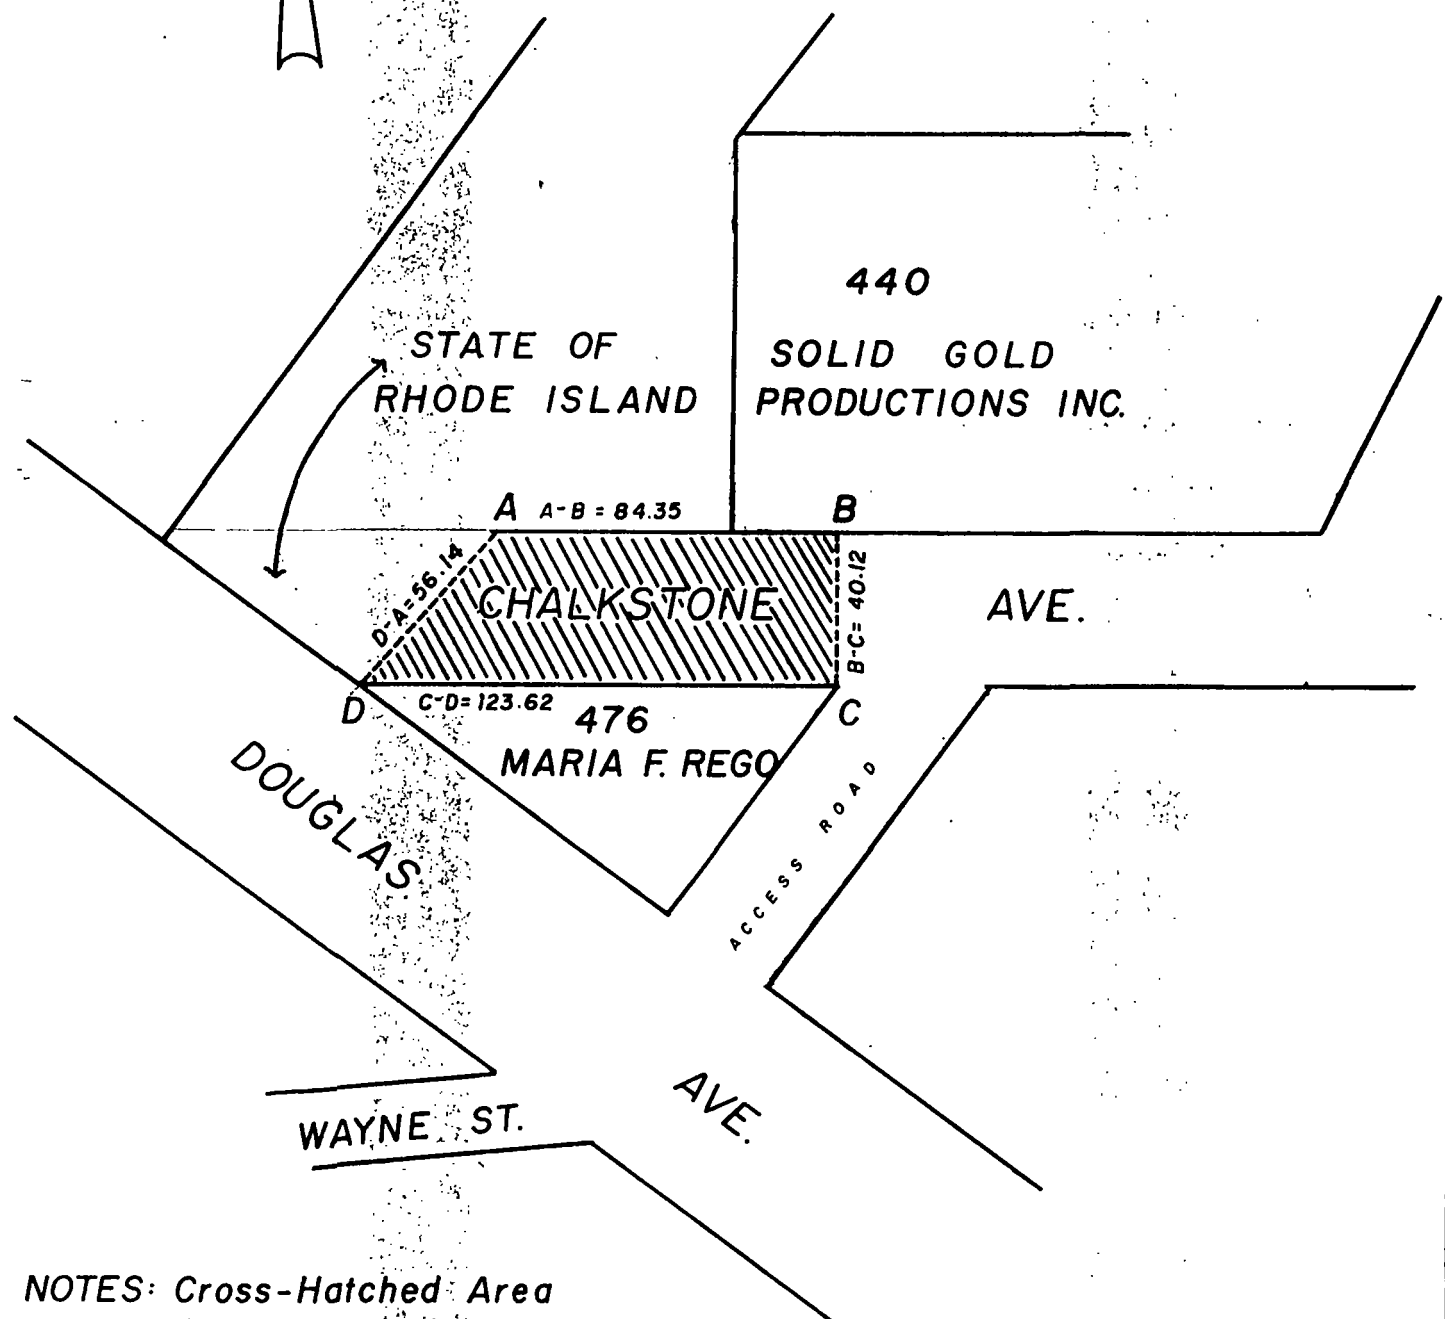 440
STATE OF
RHODE ISLAND
SOLID GOLD
PRODUCTIONS INC.
A
A-B = 84.35
B
D-A = 56.14
CHALKSTONE
B-C = 40.12
AVE.
D
C-D = 123.62
C
476
MARIA F. REGO
DOUGLAS
ACCESS ROAD
AVE.
WAYNE ST.
NOTES: Cross-Hatched Area